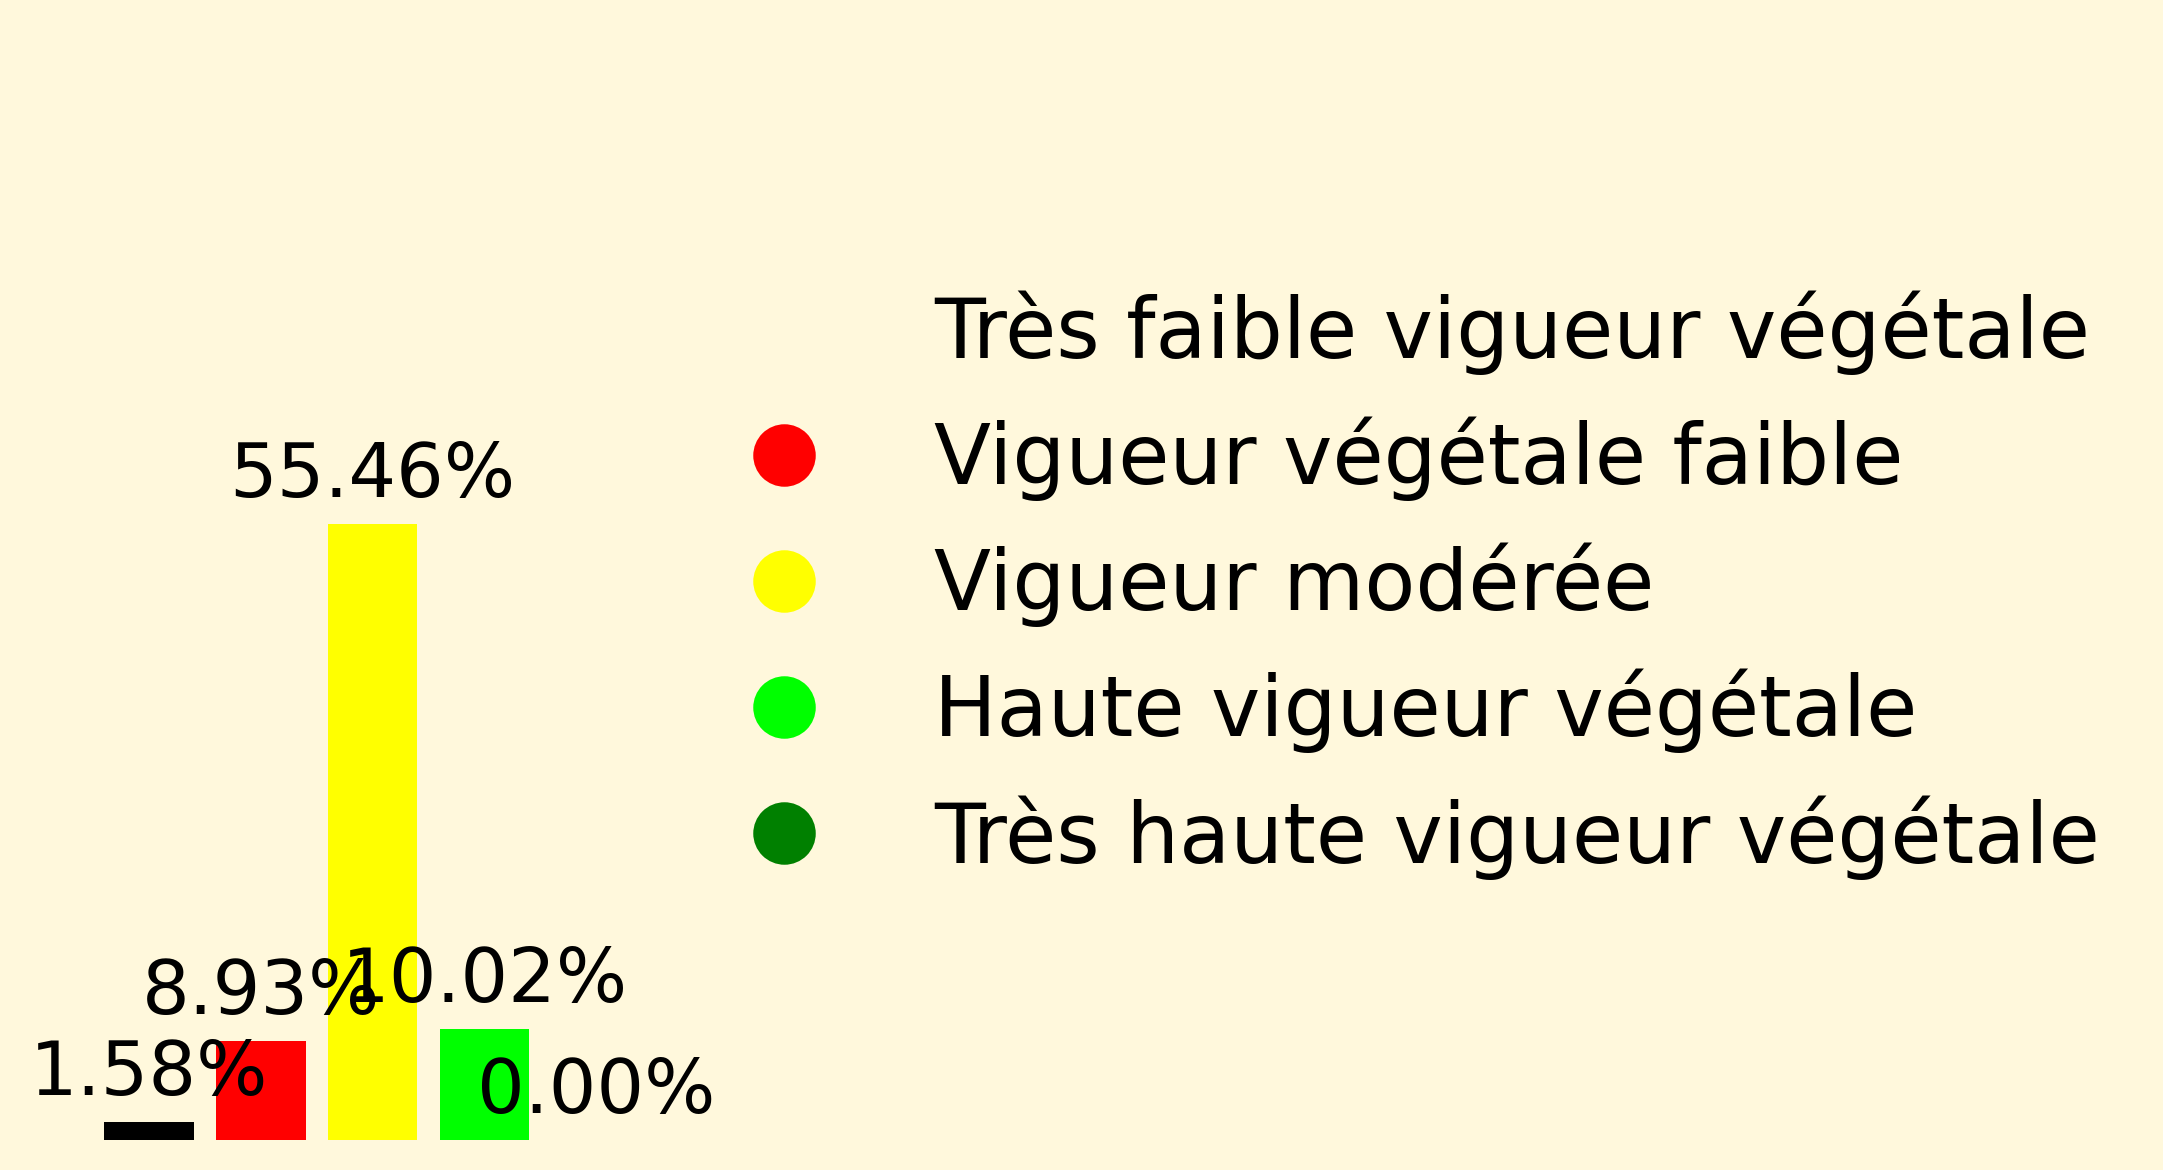 Très faible vigueur végétale
Vigueur végétale faible
55.46%
Vigueur modérée
Haute vigueur végétale
Très haute vigueur végétale
8.93%
10.02%
1.58%
0.00%